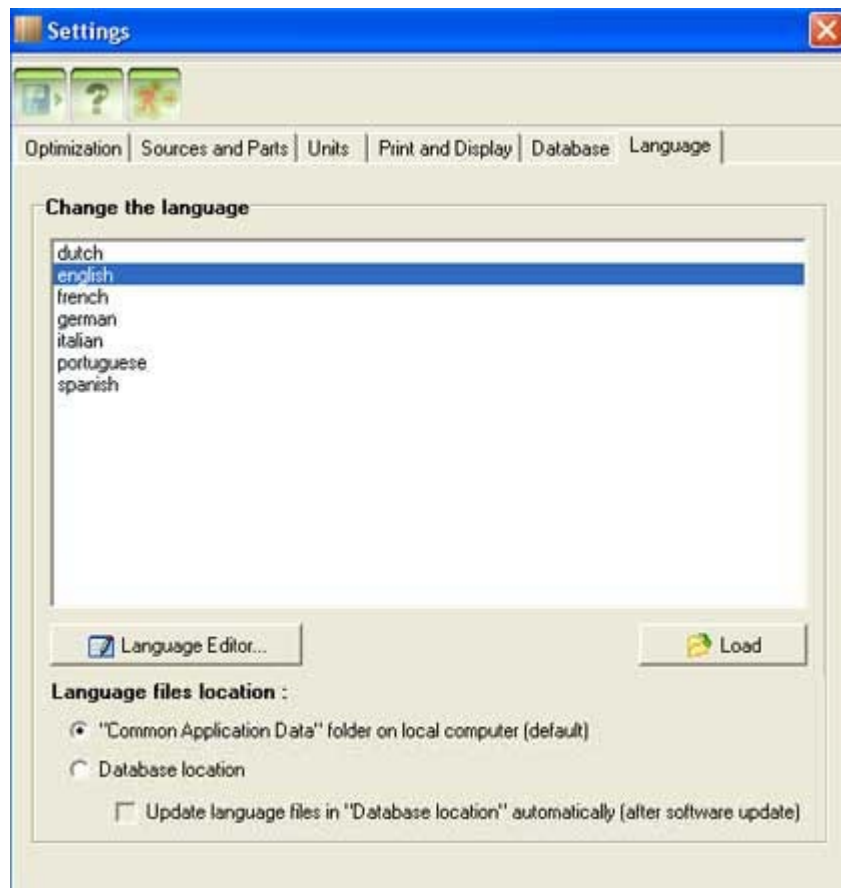 Settings
?
Optimization Sources and Parts Units Print and Display Database Language
Change the language
dutch
english
french
german
italian
portuguese
spanish
Language Editor... Load
Language files location :
"Common Application Data" folder on local computer (default)
Database location
Update language files in "Database location" automatically (after software update)